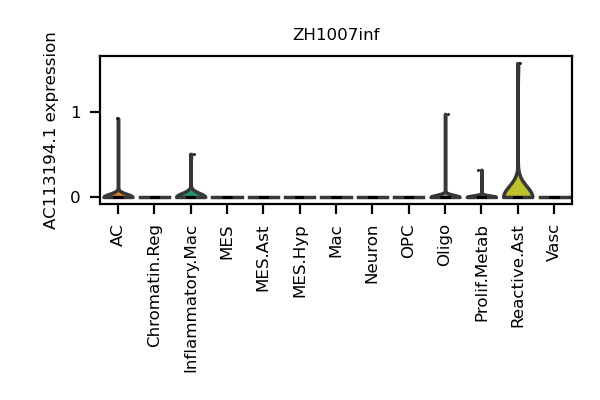 ZH1007inf
AC113194.1 expression
1
0
AC
Chromatin.Reg
Inflammatory.Mac
MES
MES.Ast
MES.Hyp
Mac
Neuron
OPC
Oligo
Prolif.Metab
Reactive.Ast
Vasc